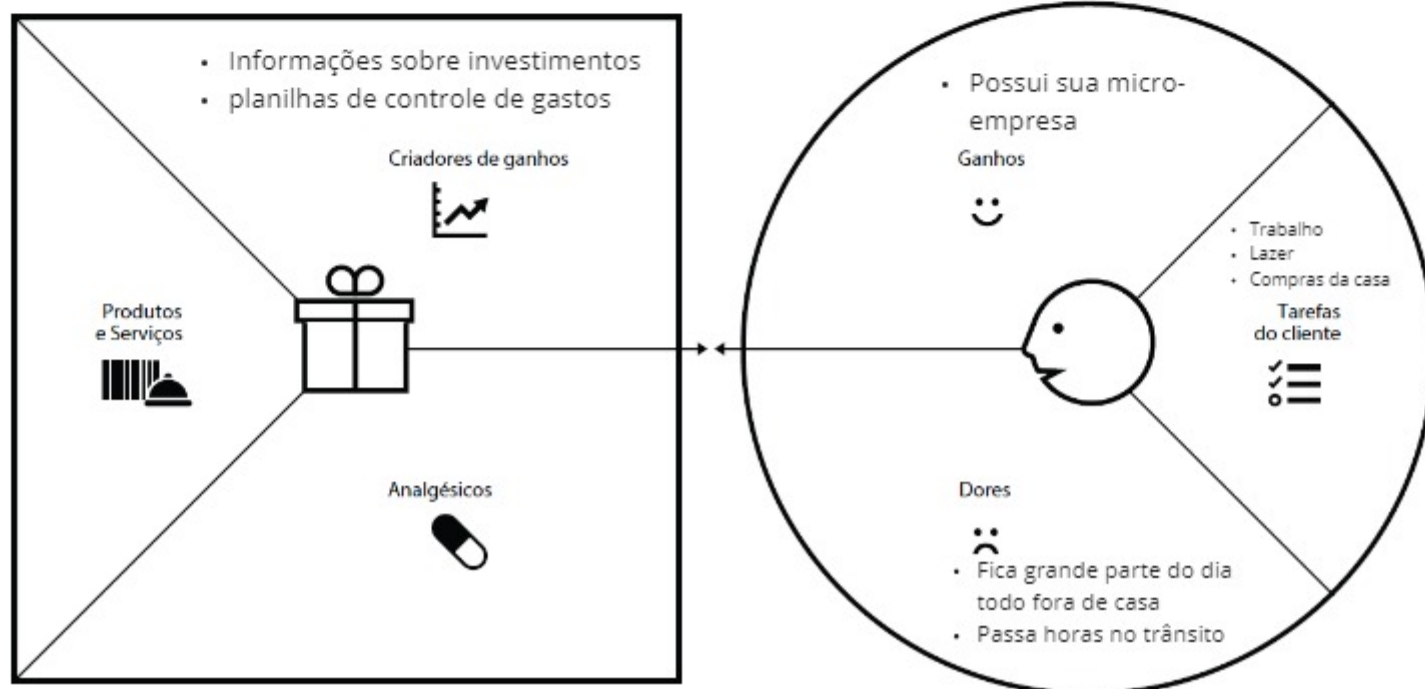 • Informações sobre investimentos
• planilhas de controle de gastos
Criadores de ganhos
Produtos
e Serviços
Analgésicos
• Possui sua micro-
empresa
Ganhos
• Trabalho
• Lazer
• Compras da casa
Tarefas
do cliente
Dores
• Fica grande parte do dia
todo fora de casa
• Passa horas no trânsito